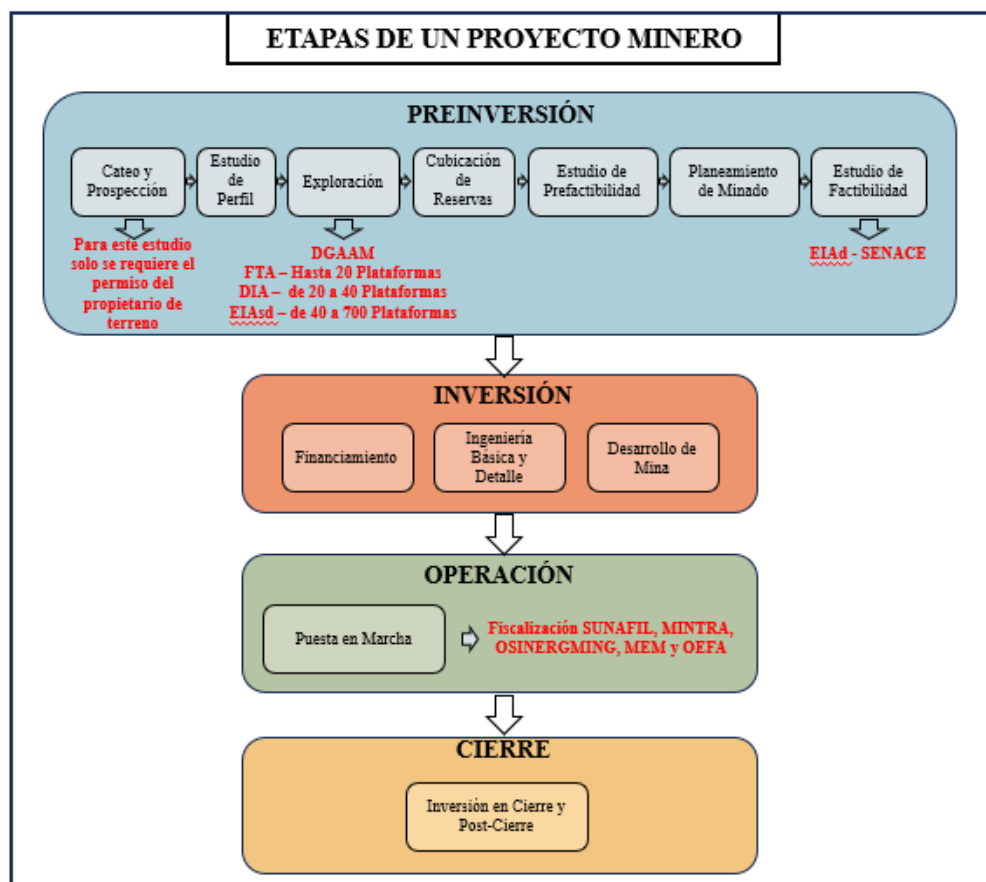 ETAPAS DE UN PROYECTO MINERO
PREINVERSIÓN
Cateo y
Prospección
Estudio
de
Perfil
Exploración
Cubicación
de
Reservas
Estudio de
Prefactibilidad
Planeamiento
de Minado
Estudio de
Factibilidad
Para este estudio
solo se requiere el
permiso del
propietario de
terreno
DGAAM
FTA – Hasta 20 Plataformas
DIA – de 20 a 40 Plataformas
EIAsd – de 40 a 700 Plataformas
EIAd - SENACE
INVERSIÓN
Financiamiento
Ingeniería
Básica y
Detalle
Desarrollo de
Mina
OPERACIÓN
Puesta en Marcha
Fiscalización SUNAFIL, MINTRA,
OSINERGMING, MEM y OEFA
CIERRE
Inversión en Cierre y
Post-Cierre